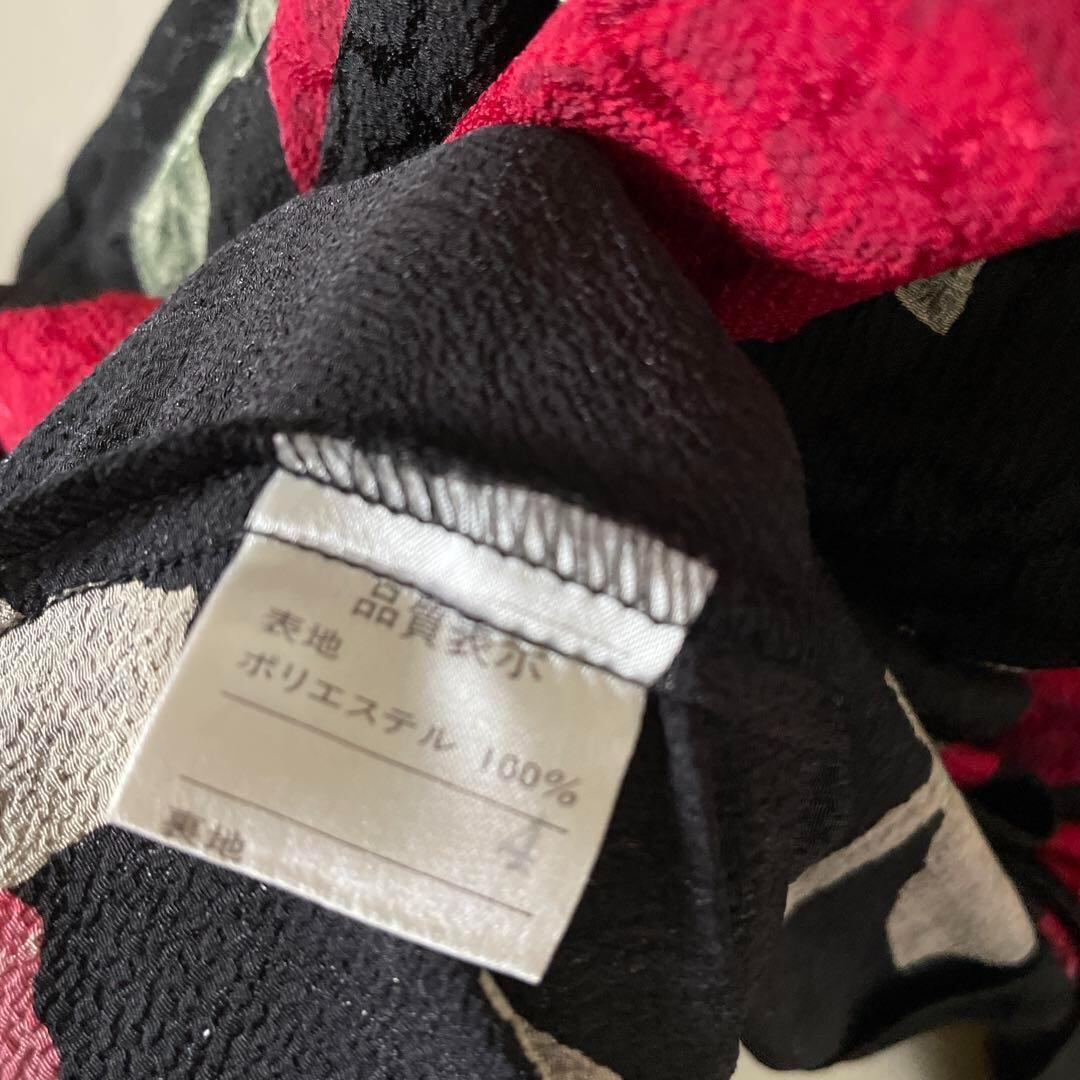 品質表示
表地
ポリエステル 100%
裏地